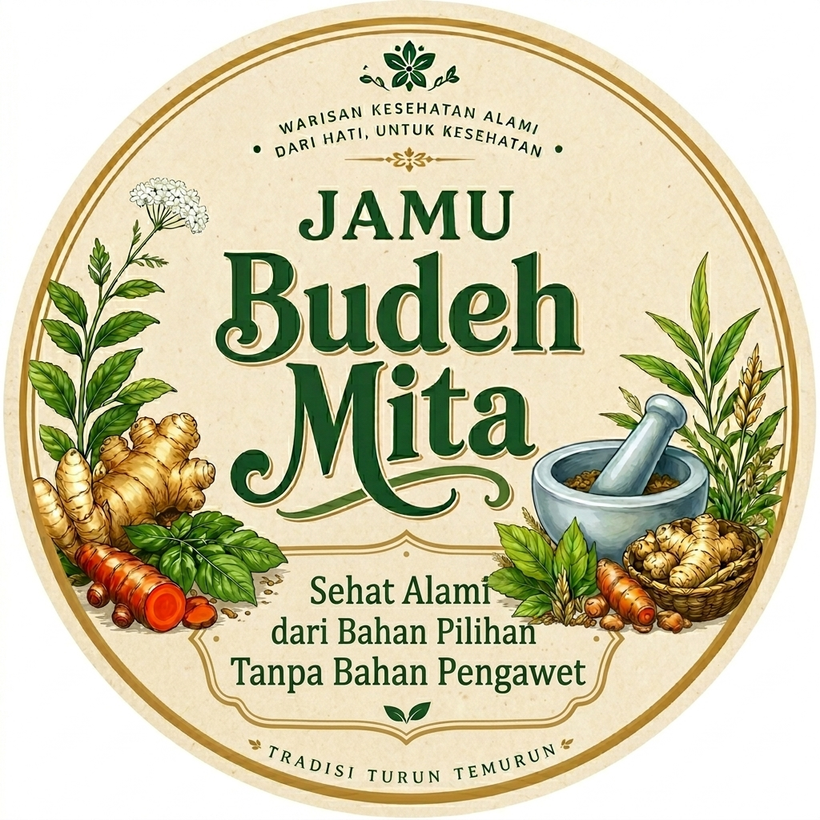 WARISAN KESEHATAN ALAMI
• DARI HATI, UNTUK KESEHATAN •
JAMU
Budeh
Mita
Sehat Alami
dari Bahan Pilihan
Tanpa Bahan Pengawet
TRADISI TURUN TEMURUN